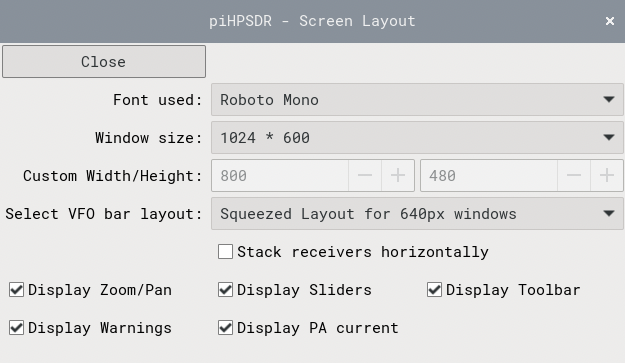 piHPSDR - Screen Layout ×
Close
Font used: Roboto Mono
Window size: 1024 * 600
Custom Width/Height: 800 − + 480 − +
Select VFO bar layout: Squeezed Layout for 640px windows
Stack receivers horizontally
Display Zoom/Pan Display Sliders Display Toolbar
Display Warnings Display PA current